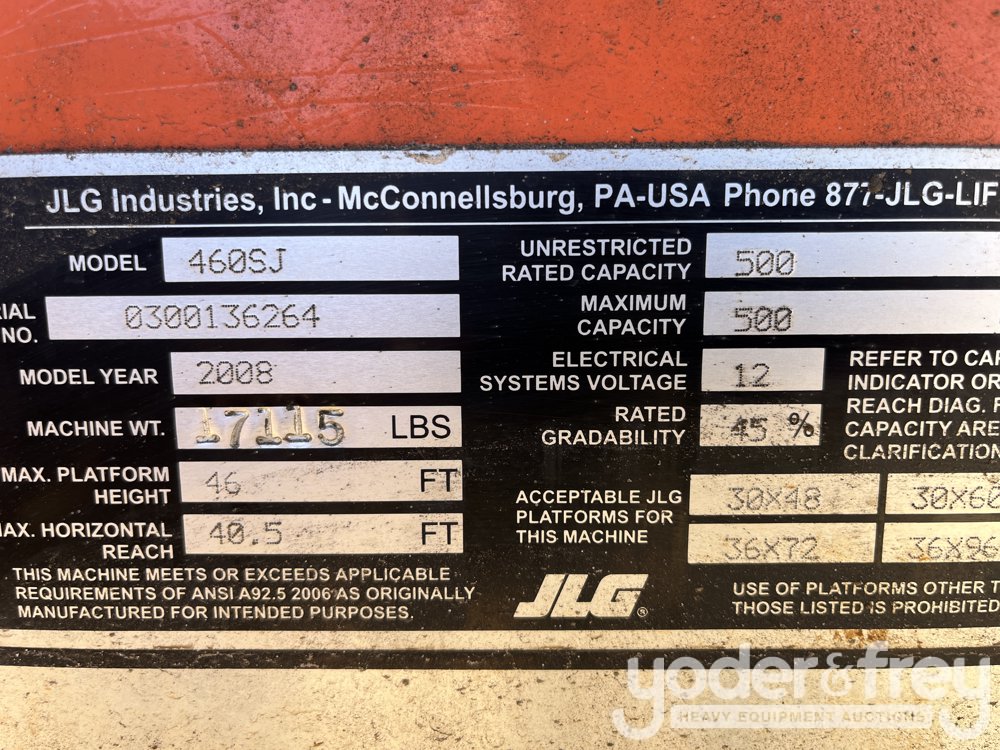 JLG Industries, Inc - McConnellsburg, PA-USA Phone 877-JLG-LIF
MODEL 460SJ
RIAL NO. 0300136264
MODEL YEAR 2008
MACHINE WT. 17115 LBS
MAX. PLATFORM
HEIGHT 46 FT
MAX. HORIZONTAL
REACH 40.5 FT
THIS MACHINE MEETS OR EXCEEDS APPLICABLE
REQUIREMENTS OF ANSI A92.5 2006 AS ORIGINALLY
MANUFACTURED FOR INTENDED PURPOSES.
UNRESTRICTED
RATED CAPACITY 500
MAXIMUM
CAPACITY 500
ELECTRICAL
SYSTEMS VOLTAGE 12
RATED
GRADABILITY 45 %
REFER TO CAP
INDICATOR OR
REACH DIAG. F
CAPACITY ARE
CLARIFICATION
ACCEPTABLE JLG
PLATFORMS FOR
THIS MACHINE
30X48 30X60
36X72 36X96
JLG®
USE OF PLATFORMS OTHER T
THOSE LISTED IS PROHIBITED
yoder & frey
HEAVY EQUIPMENT AUCTIONS